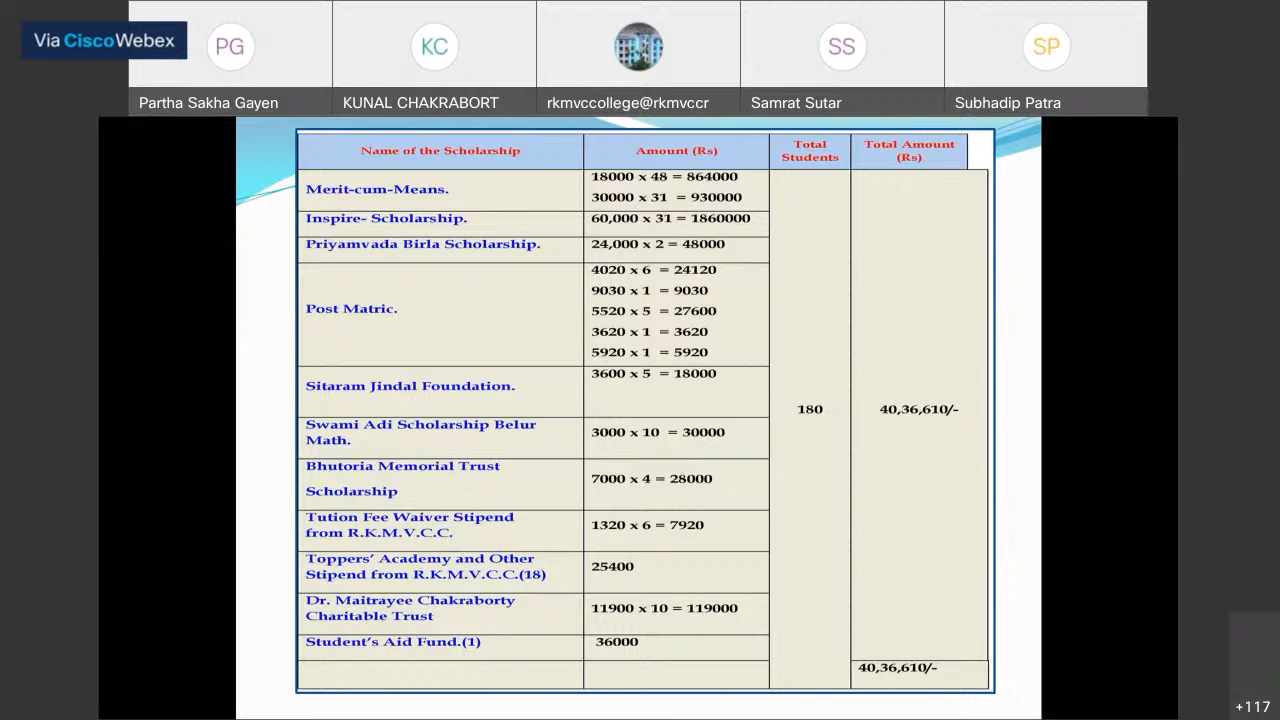 Via Cisco Webex
PG
KC
SS
SP
Partha Sakha Gayen
KUNAL CHAKRABORT
rkmvccollege@rkmvccr
Samrat Sutar
Subhadip Patra
Name of the Scholarship
Amount (Rs)
Total
Students
Total Amount
(Rs)
Merit-cum-Means.
18000 x 48 = 864000
30000 x 31 = 930000
Inspire- Scholarship.
60,000 x 31 = 1860000
Priyamvada Birla Scholarship.
24,000 x 2 = 48000
Post Matric.
4020 x 6 = 24120
9030 x 1 = 9030
5520 x 5 = 27600
3620 x 1 = 3620
5920 x 1 = 5920
Sitaram Jindal Foundation.
3600 x 5 = 18000
180
40,36,610/-
Swami Adi Scholarship Belur
Math.
3000 x 10 = 30000
Bhutoria Memorial Trust
Scholarship
7000 x 4 = 28000
Tution Fee Waiver Stipend
from R.K.M.V.C.C.
1320 x 6 = 7920
Toppers' Academy and Other
Stipend from R.K.M.V.C.C.(18)
25400
Dr. Maitrayee Chakraborty
Charitable Trust
11900 x 10 = 119000
Student's Aid Fund.(1)
36000
40,36,610/-
+117